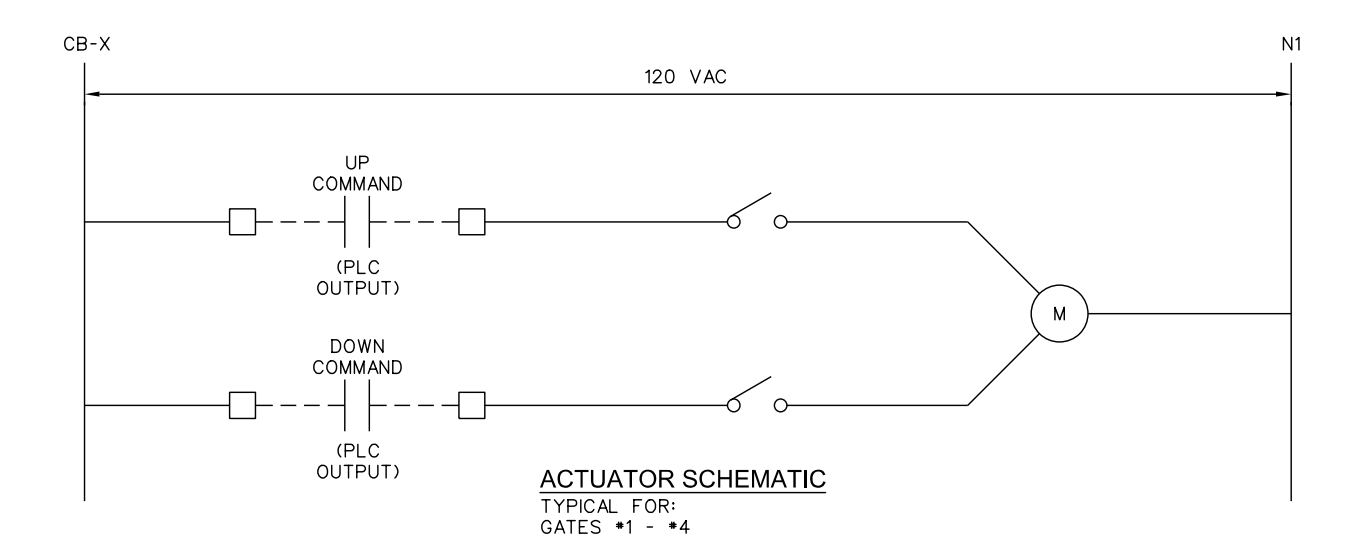 CB-X
N1
120 VAC
UP
COMMAND
(PLC
OUTPUT)
M
DOWN
COMMAND
(PLC
OUTPUT)
ACTUATOR SCHEMATIC
TYPICAL FOR:
GATES #1 - #4